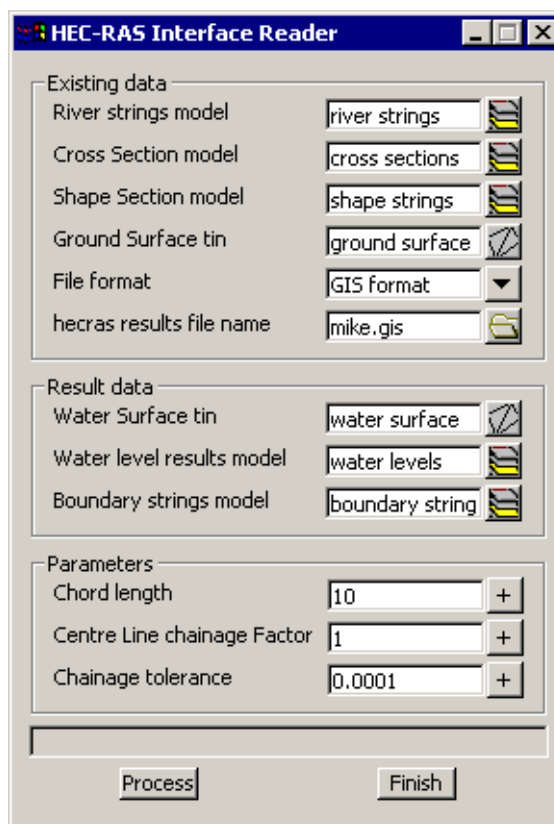 HEC-RAS Interface Reader
Existing data
River strings model river strings
Cross Section model cross sections
Shape Section model shape strings
Ground Surface tin ground surface
File format GIS format
hecras results file name mike.gis
Result data
Water Surface tin water surface
Water level results model water levels
Boundary strings model boundary string
Parameters
Chord length 10 +
Centre Line chainage Factor 1 +
Chainage tolerance 0.0001 +
Process Finish